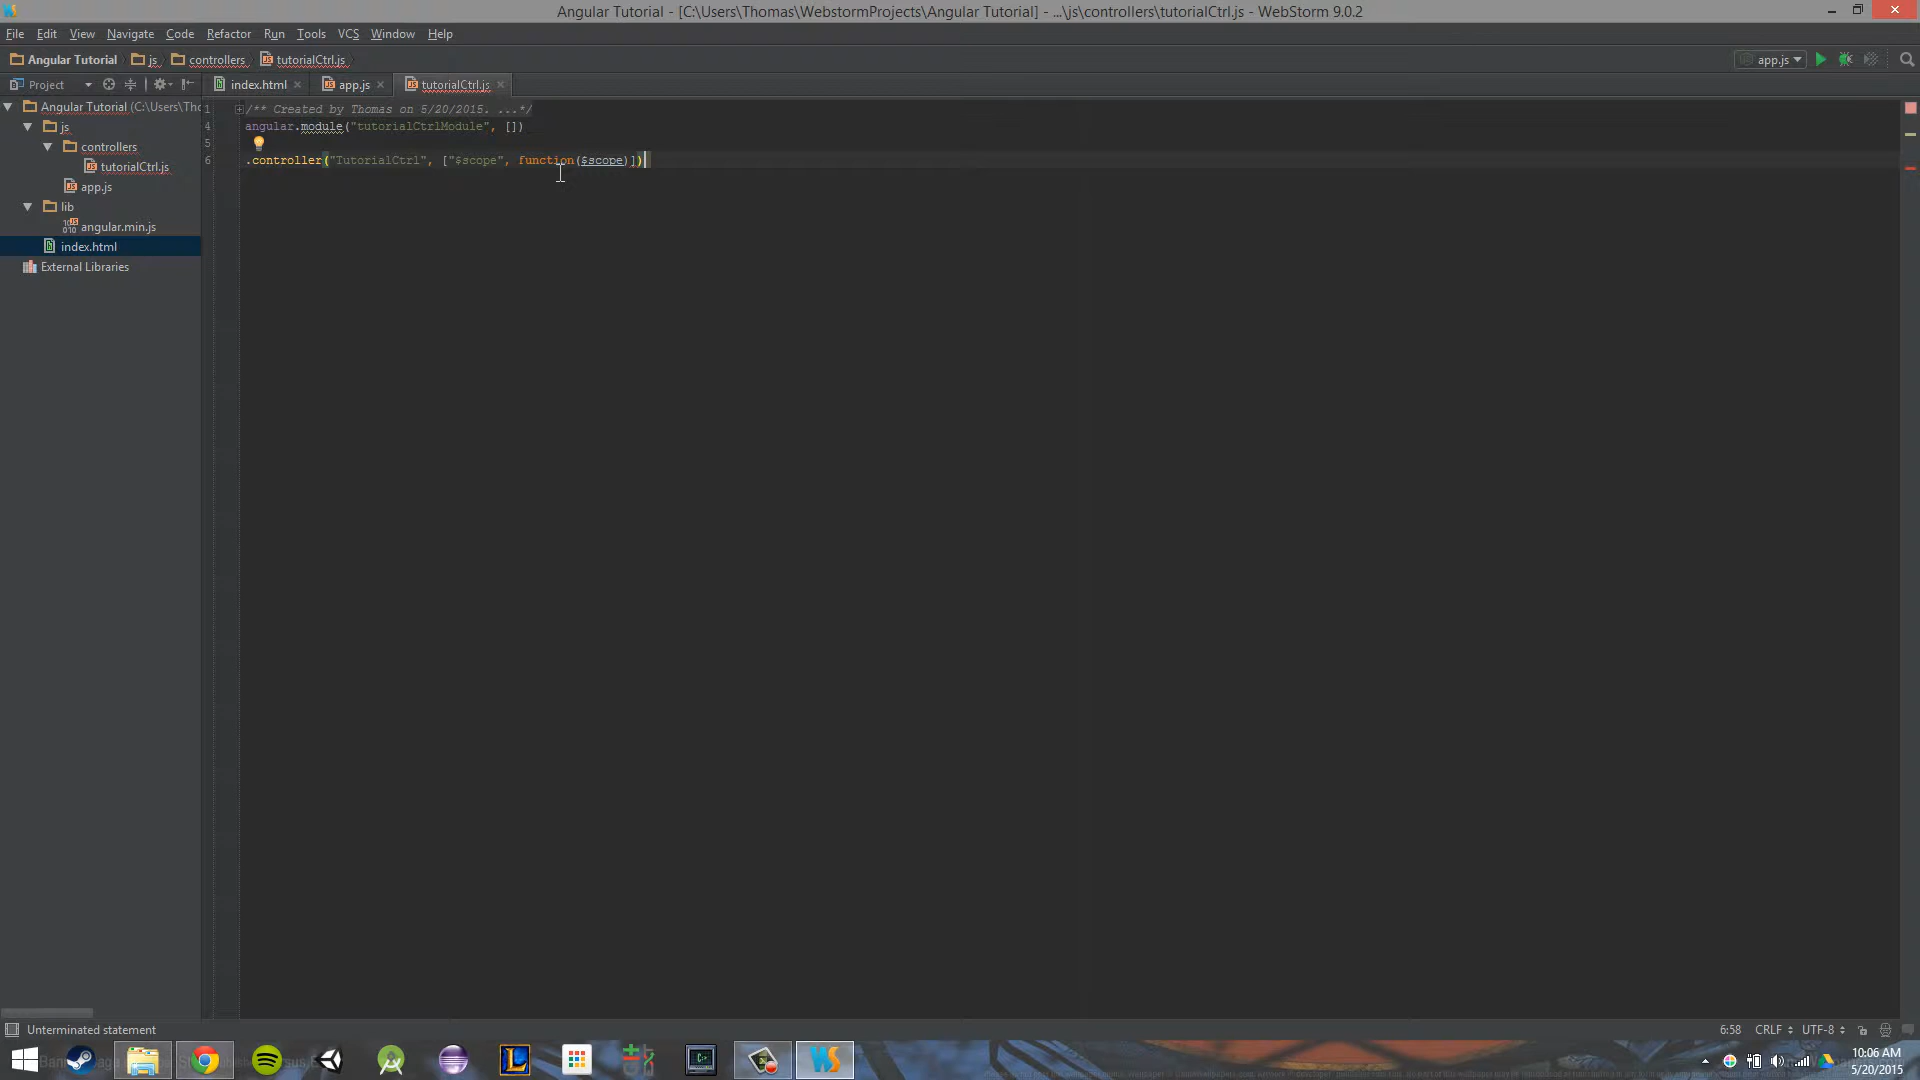 Angular Tutorial - [C:\Users\Thomas\WebstormProjects\Angular Tutorial] - ...\js\controllers\tutorialCtrl.js - WebStorm 9.0.2
File Edit View Navigate Code Refactor Run Tools VCS Window Help
Angular Tutorial js controllers tutorialCtrl.js app.js
Project index.html app.js tutorialCtrl.js
Angular Tutorial (C:\Users\Tho
js
controllers
tutorialCtrl.js
app.js
lib
angular.min.js
index.html
External Libraries
1 /** Created by Thomas on 5/20/2015. ...*/
4 angular.module("tutorialCtrlModule", [])
5
6 .controller("TutorialCtrl", ["$scope", function($scope)])
Unterminated statement 6:58 CRLF UTF-8
10:06 AM
5/20/2015